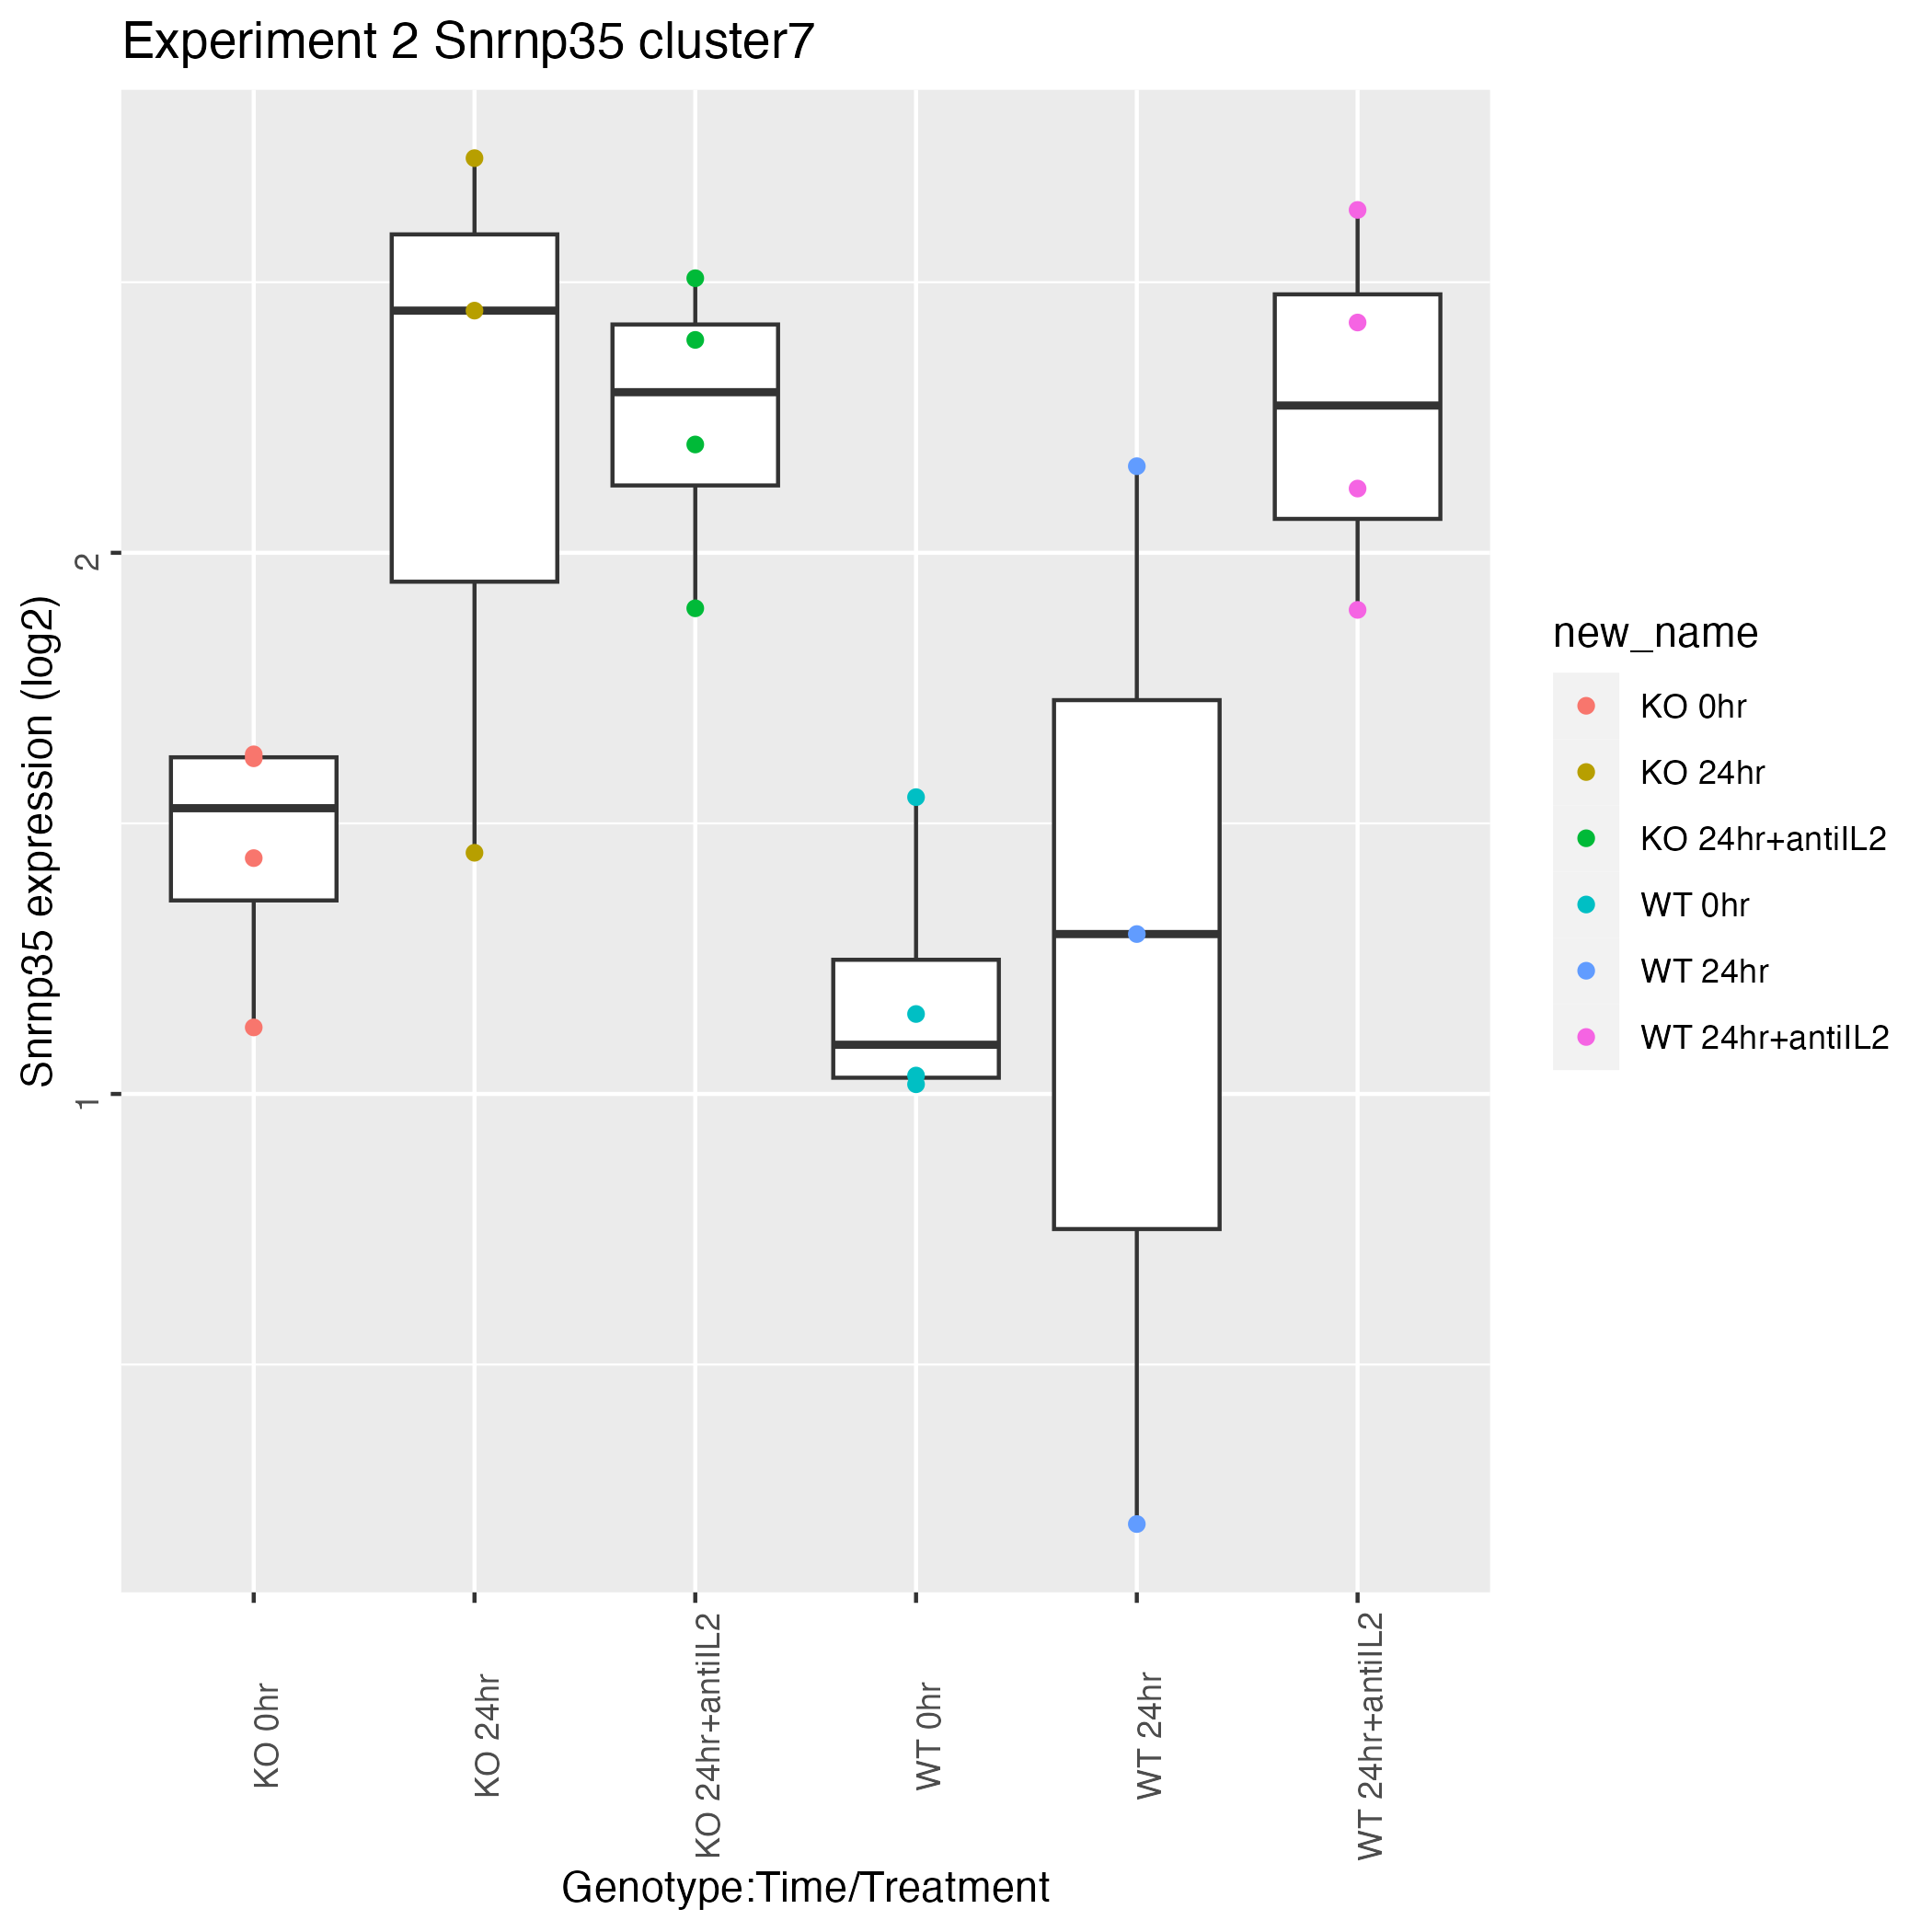 Experiment 2 Snrnp35 cluster7
Snrnp35 expression (log2)
2
1
KO 0hr
KO 24hr
KO 24hr+antiIL2
WT 0hr
WT 24hr
WT 24hr+antiIL2
Genotype:Time/Treatment
new_name
KO 0hr
KO 24hr
KO 24hr+antiIL2
WT 0hr
WT 24hr
WT 24hr+antiIL2